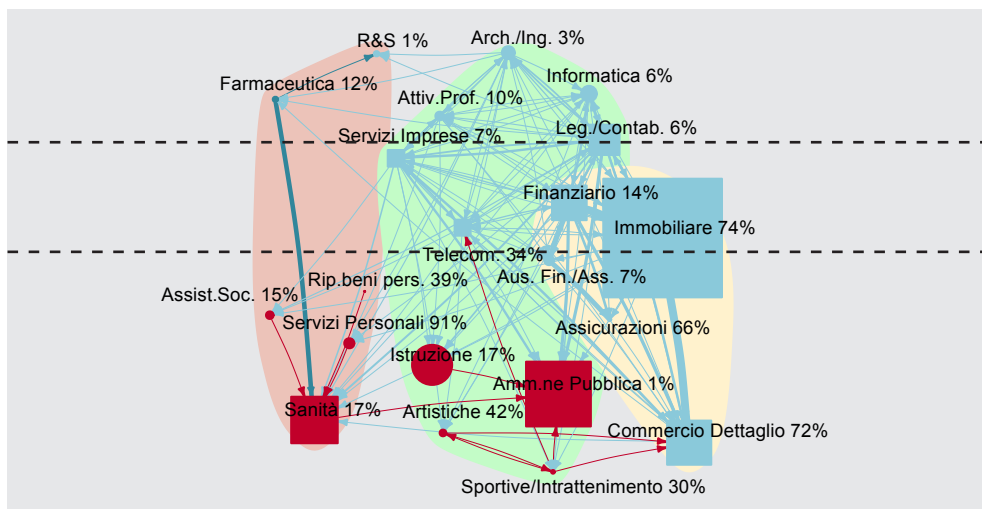 R&S 1%
Arch./Ing. 3%
Farmaceutica 12%
Informatica 6%
Attiv.Prof. 10%
Servizi Imprese 7%
Leg./Contab. 6%
Finanziario 14%
Immobiliare 74%
Telecom. 34%
Aus. Fin./Ass. 7%
Rip.beni pers. 39%
Assist.Soc. 15%
Servizi Personali 91%
Assicurazioni 66%
Istruzione 17%
Amm.ne Pubblica 1%
Sanità 17%
Artistiche 42%
Commercio Dettaglio 72%
Sportive/Intrattenimento 30%